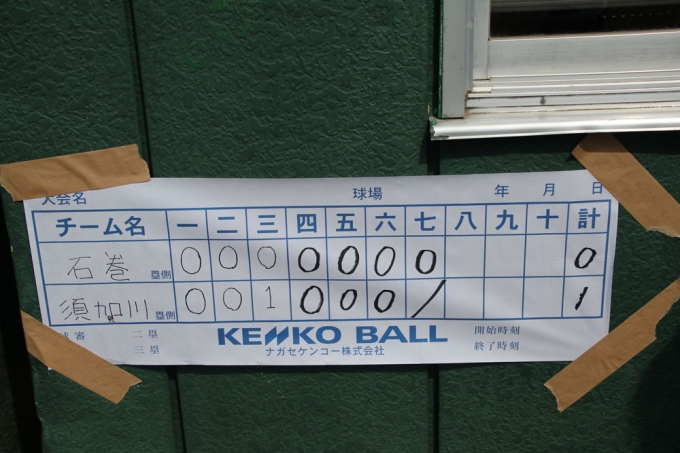 大会名 球場 年 月 日
チーム名 一 二 三 四 五 六 七 八 九 十 計
石巻 塁側 0 0 0 0 0 0 0 0
須加川 塁側 0 0 1 0 0 0 / 1
球審 二塁 KENKO BALL 開始時刻
三塁 ナガセケンコー株式会社 終了時刻